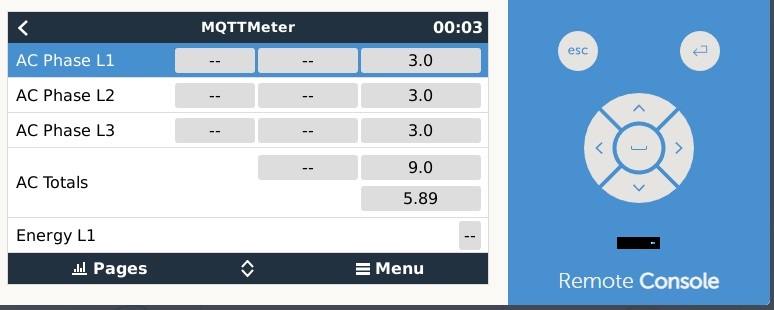 MQTTMeter 00:03
AC Phase L1 -- -- 3.0
AC Phase L2 -- -- 3.0
AC Phase L3 -- -- 3.0
AC Totals -- 9.0
5.89
Energy L1 --
Pages Menu
esc
Remote Console